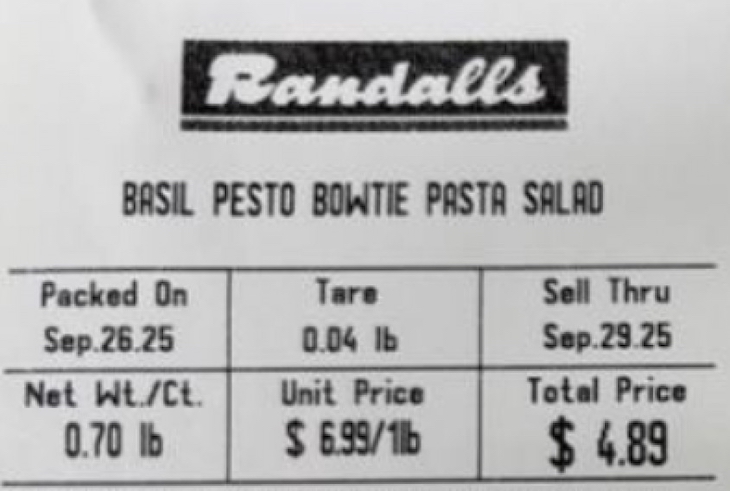 Randalls
BASIL PESTO BOWTIE PASTA SALAD
Packed On Tare Sell Thru
Sep.26.25 0.04 lb Sep.29.25
Net Wt./Ct. Unit Price Total Price
0.70 lb $ 6.99/1lb $ 4.89